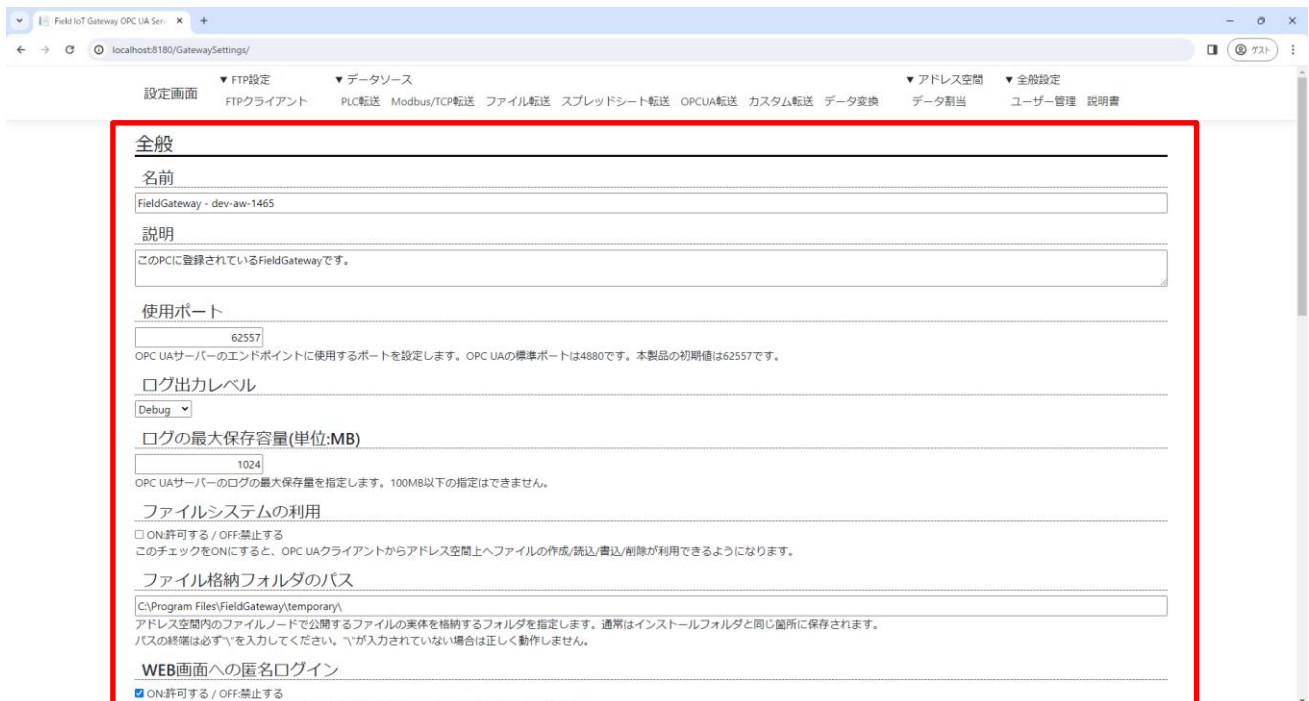 Field IoT Gateway OPC UA Ser
localhost:8180/GatewaySettings/
ゲスト
設定画面
▼ FTP設定
▼ データソース
▼ アドレス空間
▼ 全般設定
FTPクライアント
PLC転送 Modbus/TCP転送 ファイル転送 スプレッドシート転送 OPCUA転送 カスタム転送 データ変換
データ割当
ユーザー管理 説明書
全般
名前
FieldGateway - dev-aw-1465
説明
このPCに登録されているFieldGatewayです。
使用ポート
62557
OPC UAサーバーのエンドポイントに使用するポートを設定します。OPC UAの標準ポートは4880です。本製品の初期値は62557です。
ログ出力レベル
Debug
ログの最大保存容量(単位:MB)
1024
OPC UAサーバーのログの最大保存量を指定します。100MB以下の指定はできません。
ファイルシステムの利用
ON:許可する / OFF:禁止する
このチェックをONにすると、OPC UAクライアントからアドレス空間上へファイルの作成/読込/書込/削除が利用できるようになります。
ファイル格納フォルダのパス
C:\Program Files\FieldGateway\temporary\
アドレス空間内のファイルノードで公開するファイルの実体を格納するフォルダを指定します。通常はインストールフォルダと同じ箇所に保存されます。
パスの終端は必ず"\"を入力してください。"\"が入力されていない場合は正しく動作しません。
WEB画面への匿名ログイン
ON:許可する / OFF:禁止する